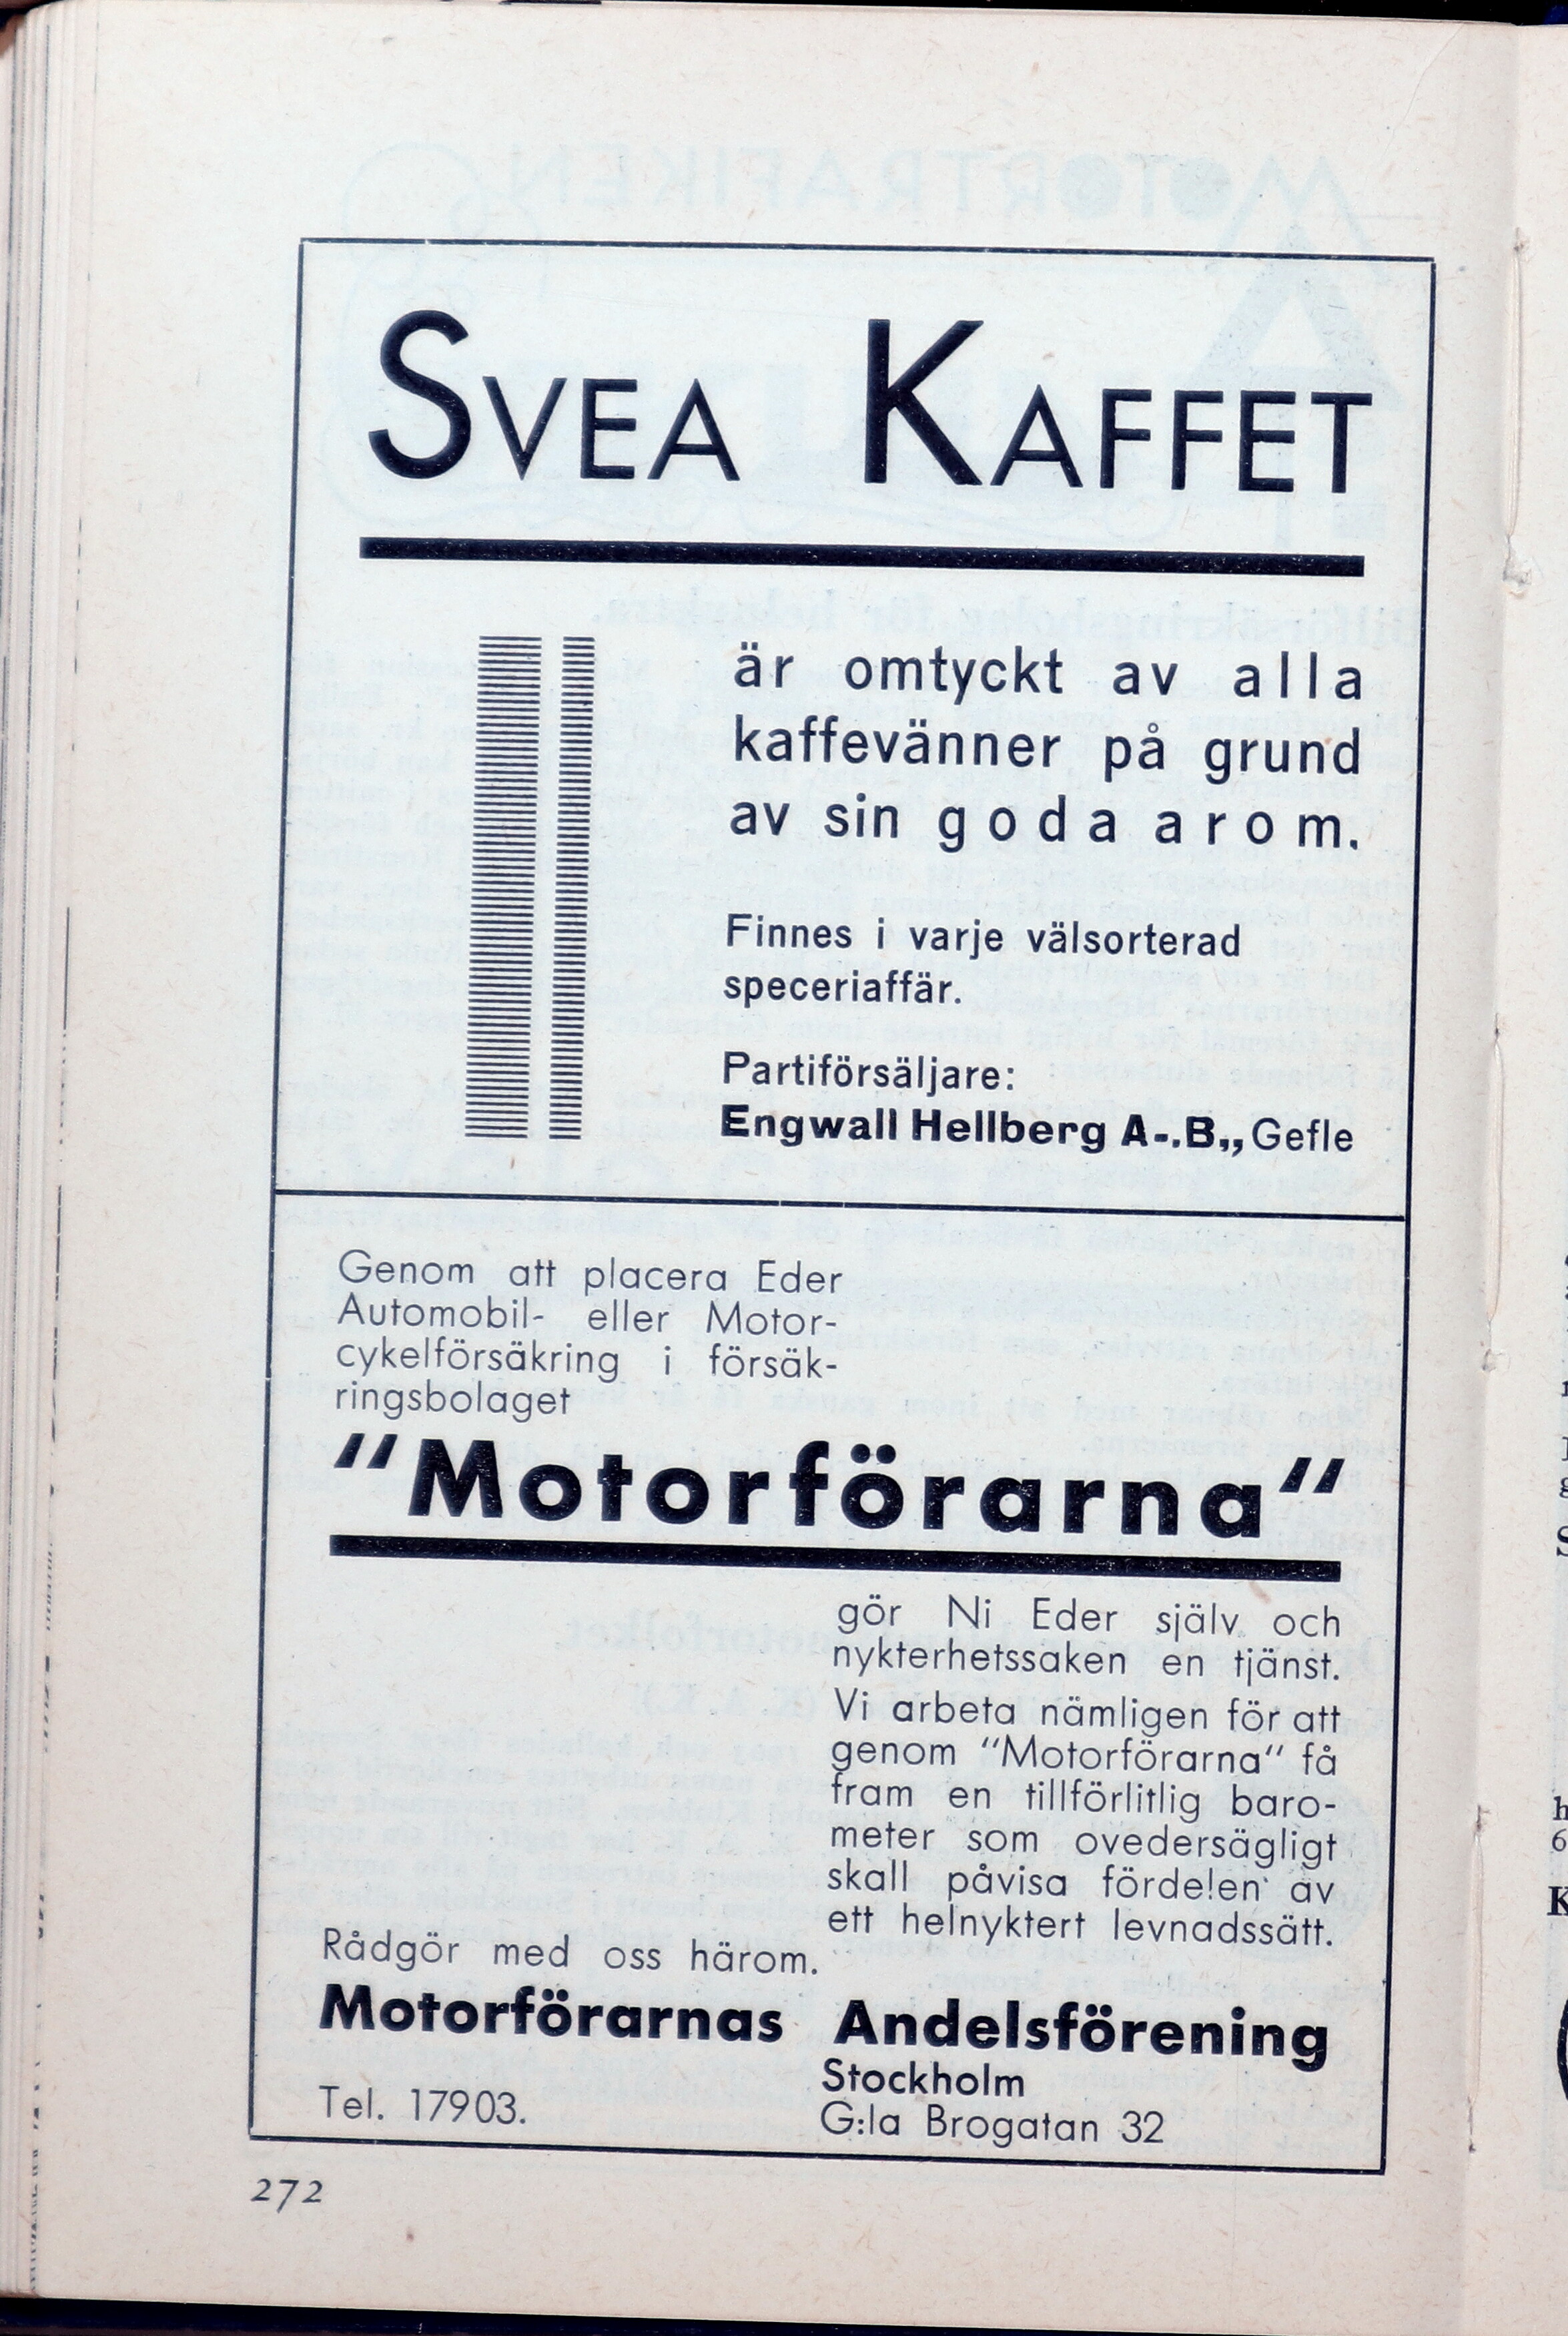 SVEA KAFFET
är omtyckt av alla
kaffevänner på grund
av sin goda arom.
Finnes i varje välsorterad
speceriaffär.
Partiförsäljare:
Engwall Hellberg A-.B,, Gefle
Genom att placera Eder
Automobil- eller Motor-
cykelförsäkring i försäk-
ringsbolaget
"Motorförarna"
gör Ni Eder själv och
nykterhetssaken en tjänst.
Vi arbeta nämligen för att
genom "Motorförarna" få
fram en tillförlitlig baro-
meter som ovedersägligt
skall påvisa fördelen av
ett helnyktert levnadssätt.
Rådgör med oss härom.
Motorförarnas Andelsförening
Stockholm
Tel. 17903.
G:la Brogatan 32
272